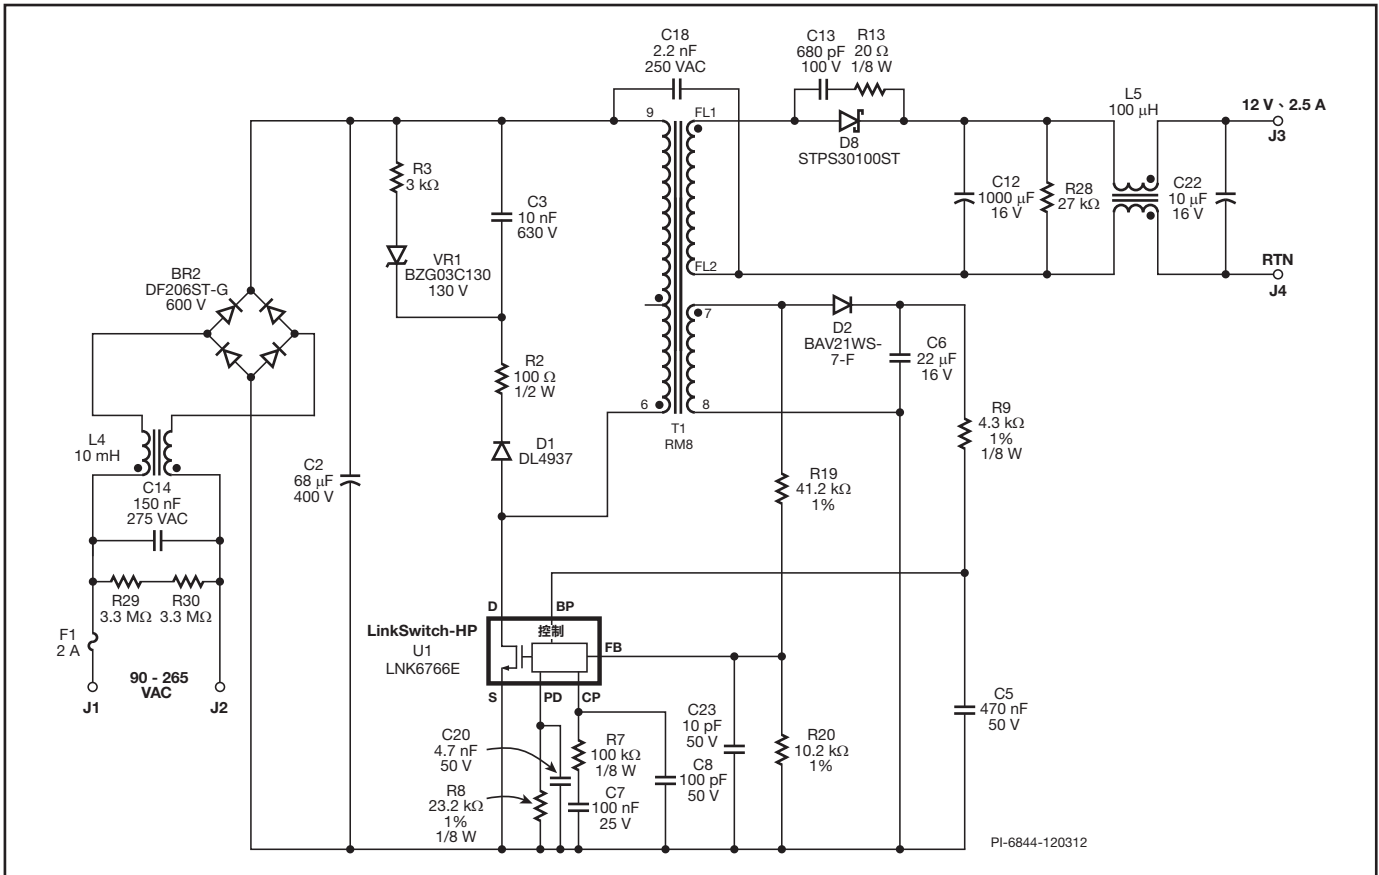 C18
2.2 nF
250 VAC
C13
680 pF
100 V
R13
20 Ω
1/8 W
D8
STPS30100ST
L5
100 μH
12 V、2.5 A
J3
9
FL1
FL2
R3
3 kΩ
C3
10 nF
630 V
VR1
BZG03C130
130 V
C12
1000 μF
16 V
R28
27 kΩ
C22
10 μF
16 V
RTN
J4
BR2
DF206ST-G
600 V
7
D2
BAV21WS-
7-F
C6
22 μF
16 V
R2
100 Ω
1/2 W
6
8
T1
RM8
R9
4.3 kΩ
1%
1/8 W
L4
10 mH
D1
DL4937
C2
68 μF
400 V
C14
150 nF
275 VAC
R19
41.2 kΩ
1%
R29
3.3 MΩ
R30
3.3 MΩ
F1
2 A
90 - 265
VAC
J1
J2
D
BP
LinkSwitch-HP
U1
LNK6766E
控制
FB
S
PD
CP
C20
4.7 nF
50 V
R8
23.2 kΩ
1%
1/8 W
R7
100 kΩ
1/8 W
C7
100 nF
25 V
C8
100 pF
50 V
C23
10 pF
50 V
R20
10.2 kΩ
1%
C5
470 nF
50 V
PI-6844-120312